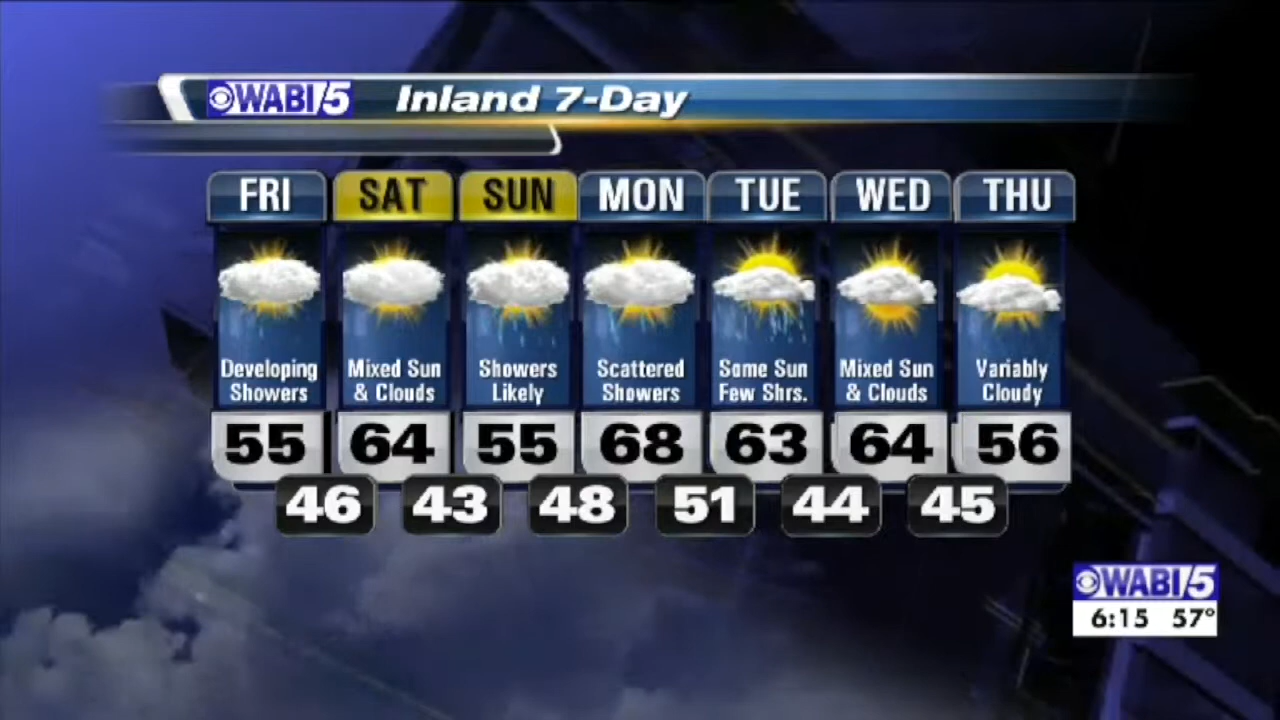 WABI 5 Inland 7-Day
FRI SAT SUN MON TUE WED THU
Developing Showers
Mixed Sun & Clouds
Showers Likely
Scattered Showers
Some Sun Few Shrs.
Mixed Sun & Clouds
Variably Cloudy
55 64 55 68 63 64 56
46 43 48 51 44 45
WABI 5
6:15 57°